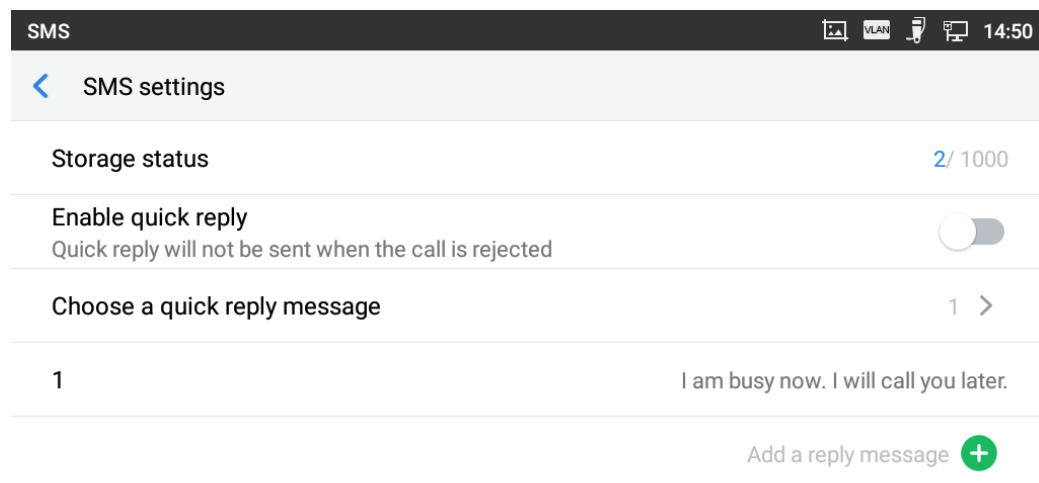 SMS VLAN 14:50
SMS settings
Storage status 2/ 1000
Enable quick reply
Quick reply will not be sent when the call is rejected
Choose a quick reply message 1
1 I am busy now. I will call you later.
Add a reply message